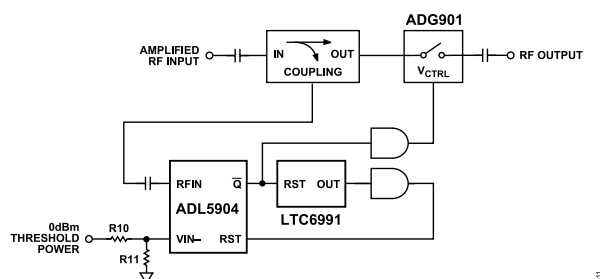 ADG901
AMPLIFIED
RF INPUT
IN
OUT
COUPLING
VCTRL
RF OUTPUT
RFIN
Q̅
RST
OUT
ADL5904
LTC6991
0dBm
THRESHOLD
POWER
R10
VIN–
RST
R11